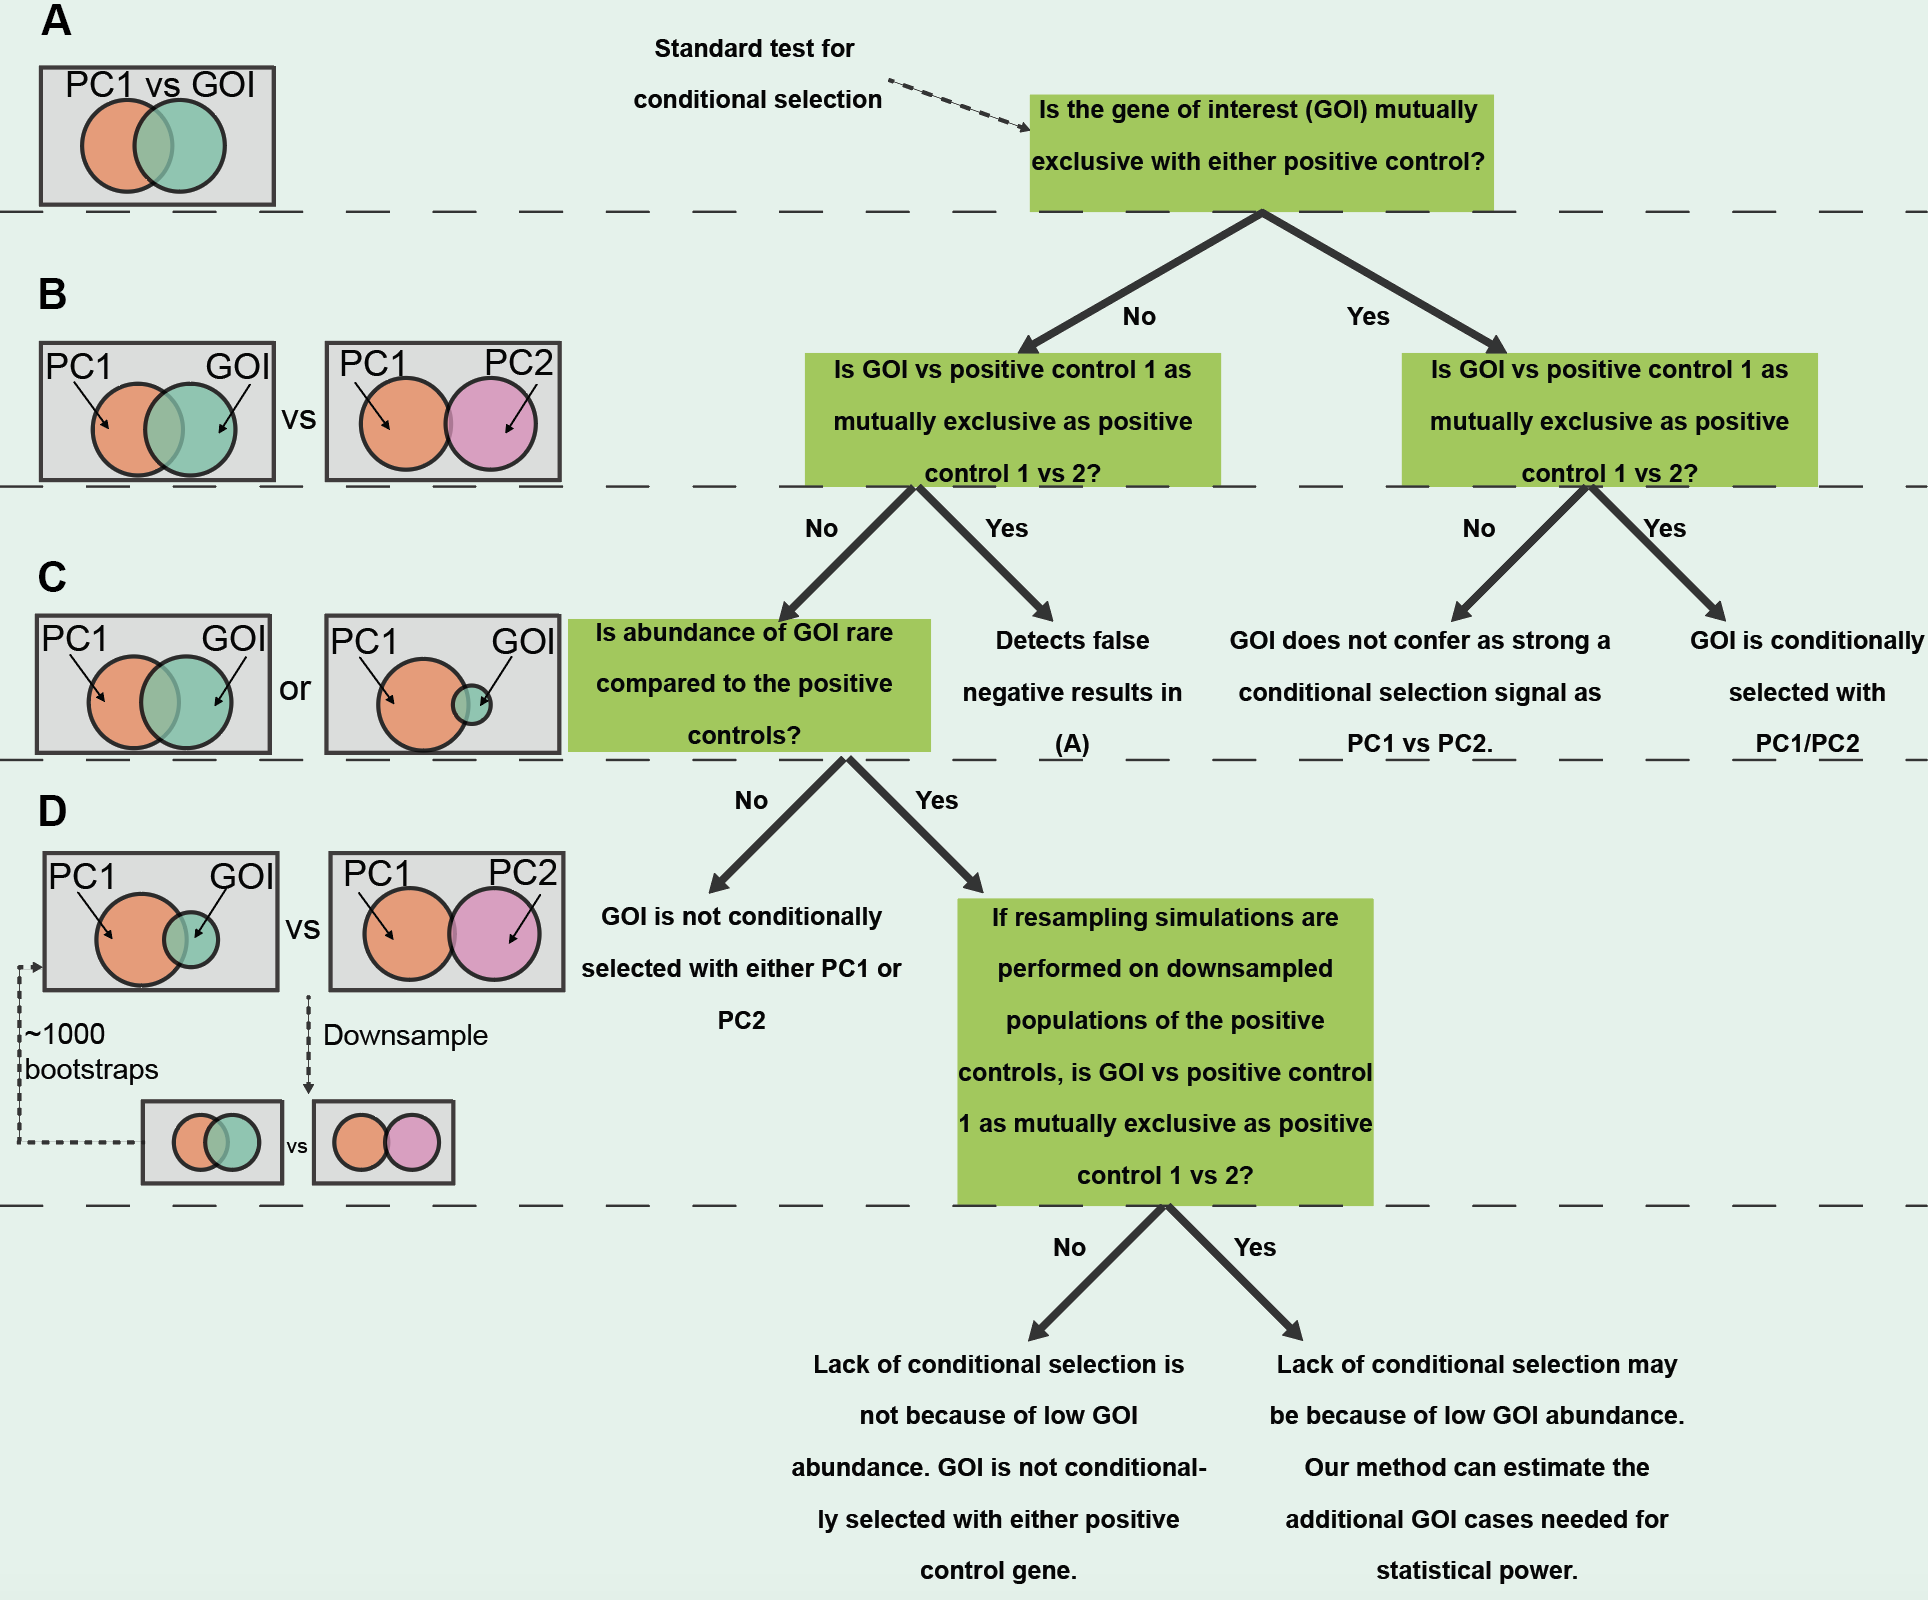 A
PC1 vs GOI
Standard test for
conditional selection
Is the gene of interest (GOI) mutually
exclusive with either positive control?
No
Yes
B
PC1
GOI
vs
PC1
PC2
Is GOI vs positive control 1 as
mutually exclusive as positive
control 1 vs 2?
Is GOI vs positive control 1 as
mutually exclusive as positive
control 1 vs 2?
No
Yes
No
Yes
C
PC1
GOI
or
PC1
GOI
Is abundance of GOI rare
compared to the positive
controls?
Detects false
negative results in
(A)
GOI does not confer as strong a
conditional selection signal as
PC1 vs PC2.
GOI is conditionally
selected with
PC1/PC2
No
Yes
D
PC1
GOI
vs
PC1
PC2
~1000
bootstraps
Downsample
vs
GOI is not conditionally
selected with either PC1 or
PC2
If resampling simulations are
performed on downsampled
populations of the positive
controls, is GOI vs positive control
1 as mutually exclusive as positive
control 1 vs 2?
No
Yes
Lack of conditional selection is
not because of low GOI
abundance. GOI is not conditional-
ly selected with either positive
control gene.
Lack of conditional selection may
be because of low GOI abundance.
Our method can estimate the
additional GOI cases needed for
statistical power.